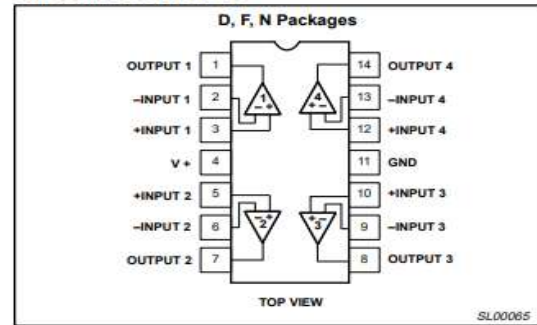 D, F, N Packages
OUTPUT 1 1 14 OUTPUT 4
–INPUT 1 2 13 –INPUT 4
+INPUT 1 3 12 +INPUT 4
V + 4 11 GND
+INPUT 2 5 10 +INPUT 3
–INPUT 2 6 9 –INPUT 3
OUTPUT 2 7 8 OUTPUT 3
1 – +
4 + –
– + 2
+ – 3
TOP VIEW
SL00065